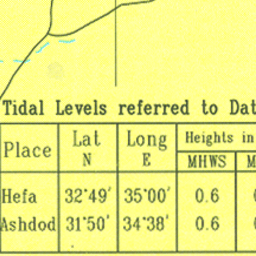 Tidal Levels referred to Dat
Place Lat N Long E Heights in
MHWS M
Hefa 32°49' 35°00' 0.6
Ashdod 31°50' 34°38' 0.6